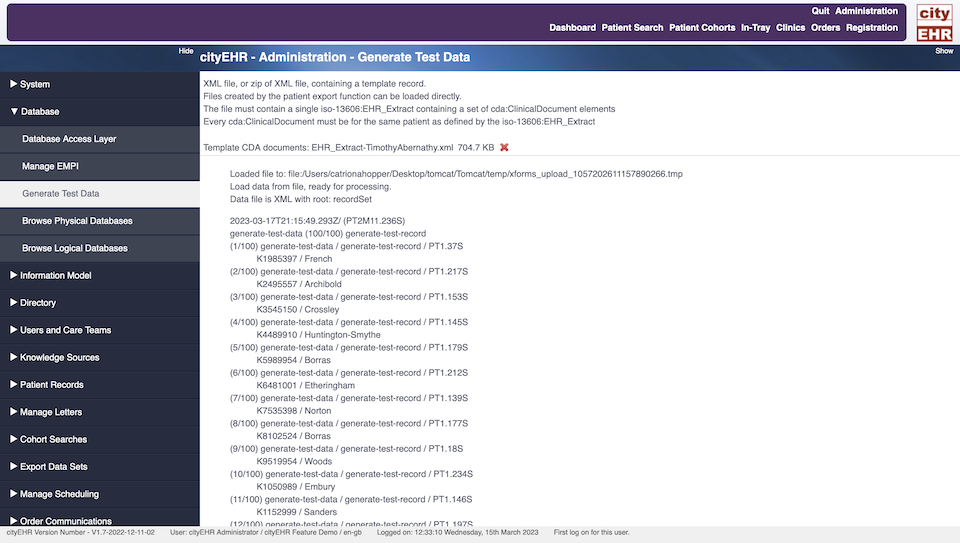 Quit Administration
Dashboard Patient Search Patient Cohorts In-Tray Clinics Orders Registration
city
EHR
Hide
cityEHR - Administration - Generate Test Data
Show
System
Database
Database Access Layer
Manage EMPI
Generate Test Data
Browse Physical Databases
Browse Logical Databases
Information Model
Directory
Users and Care Teams
Knowledge Sources
Patient Records
Manage Letters
Cohort Searches
Export Data Sets
Manage Scheduling
Order Communications
XML file, or zip of XML file, containing a template record.
Files created by the patient export function can be loaded directly.
The file must contain a single iso-13606:EHR_Extract containing a set of cda:ClinicalDocument elements
Every cda:ClinicalDocument must be for the same patient as defined by the iso-13606:EHR_Extract
Template CDA documents: EHR_Extract-TimothyAbernathy.xml 704.7 KB
Loaded file to: file:/Users/catrionahopper/Desktop/tomcat/Tomcat/temp/xforms_upload_1057202611157890266.tmp
Load data from file, ready for processing.
Data file is XML with root: recordSet
2023-03-17T21:15:49.293Z/ (PT2M11.236S)
generate-test-data (100/100) generate-test-record
(1/100) generate-test-data / generate-test-record / PT1.37S
K1985397 / French
(2/100) generate-test-data / generate-test-record / PT1.217S
K2495557 / Archibold
(3/100) generate-test-data / generate-test-record / PT1.153S
K3545150 / Crossley
(4/100) generate-test-data / generate-test-record / PT1.145S
K4489910 / Huntington-Smythe
(5/100) generate-test-data / generate-test-record / PT1.179S
K5989954 / Borras
(6/100) generate-test-data / generate-test-record / PT1.212S
K6481001 / Etheringham
(7/100) generate-test-data / generate-test-record / PT1.139S
K7535398 / Norton
(8/100) generate-test-data / generate-test-record / PT1.177S
K8102524 / Borras
(9/100) generate-test-data / generate-test-record / PT1.18S
K9519954 / Woods
(10/100) generate-test-data / generate-test-record / PT1.234S
K1050989 / Embury
(11/100) generate-test-data / generate-test-record / PT1.146S
K1152999 / Sanders
(12/100) generate-test-data / generate-test-record / PT1.197S
cityEHR Version Number - V1.7-2022-12-11-02 User: cityEHR Administrator / cityEHR Feature Demo / en-gb Logged on: 12:33:10 Wednesday, 15th March 2023 First log on for this user.